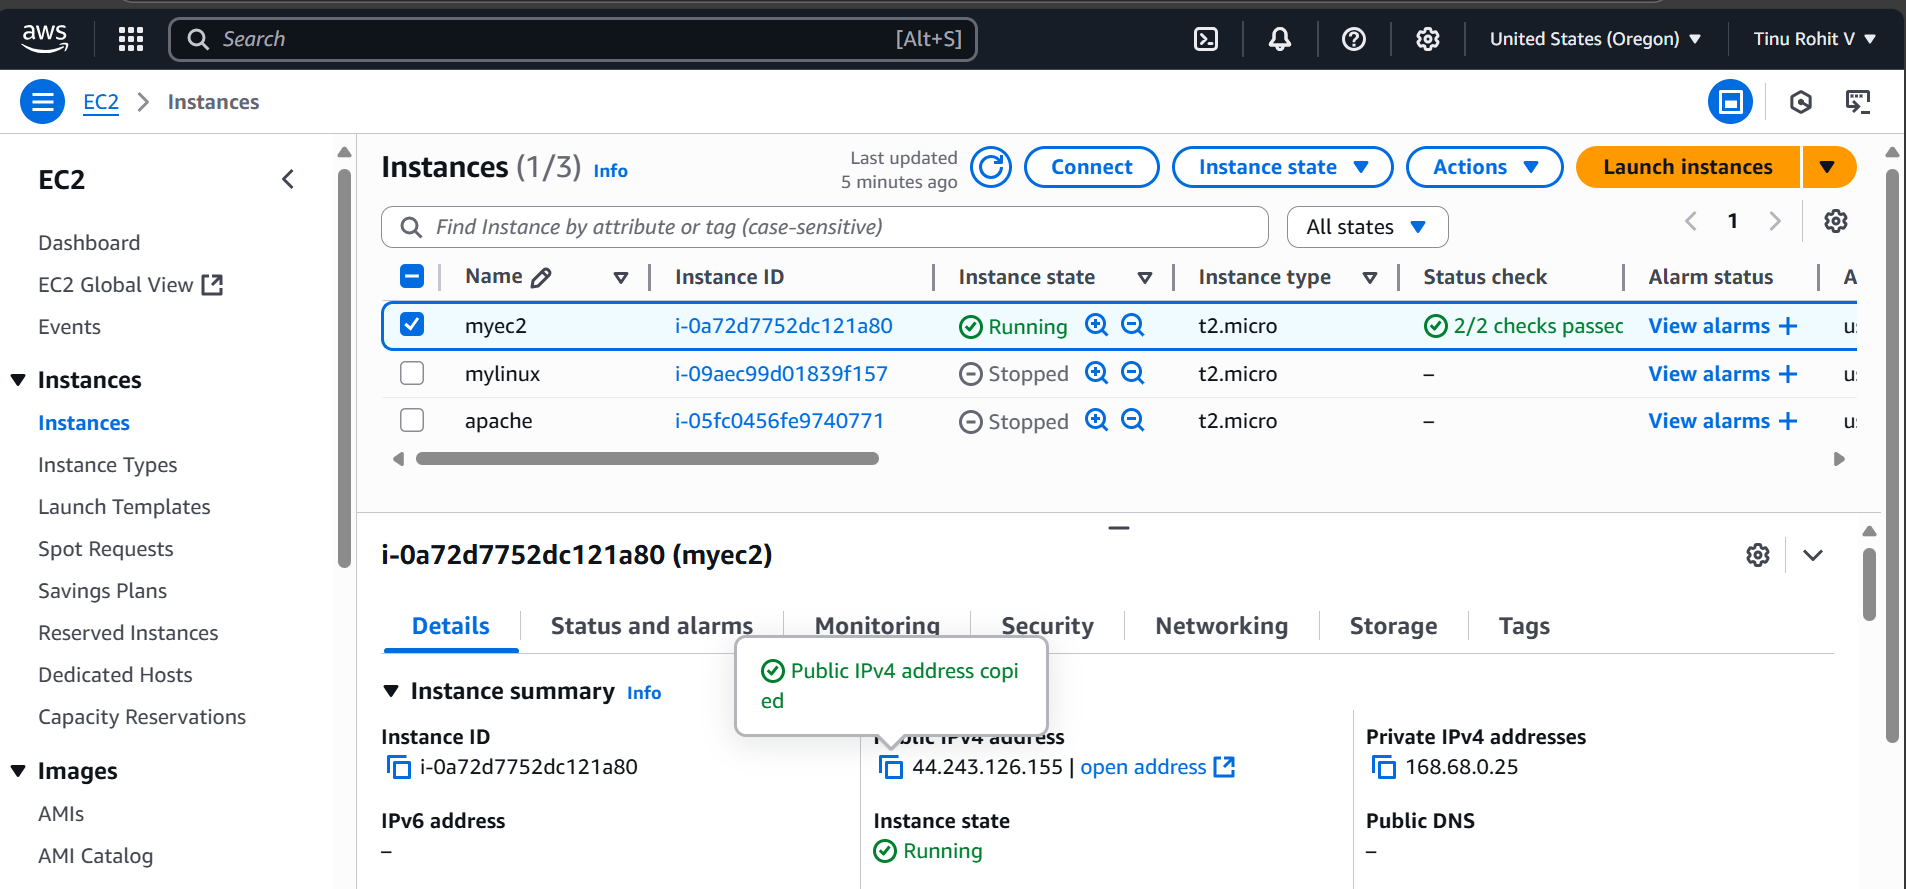 aws
Search [Alt+S] United States (Oregon) Tinu Rohit V
EC2 Instances
EC2
Dashboard
EC2 Global View
Events
Instances
Instances
Instance Types
Launch Templates
Spot Requests
Savings Plans
Reserved Instances
Dedicated Hosts
Capacity Reservations
Images
AMIs
AMI Catalog
Instances (1/3) Info
Last updated
5 minutes ago
Connect Instance state Actions Launch instances
Find Instance by attribute or tag (case-sensitive) All states 1
Name Instance ID Instance state Instance type Status check Alarm status A
myec2 i-0a72d7752dc121a80 Running t2.micro 2/2 checks passed View alarms + us
mylinux i-09aec99d01839f157 Stopped t2.micro – View alarms + us
apache i-05fc0456fe9740771 Stopped t2.micro – View alarms + us
i-0a72d7752dc121a80 (myec2)
Details Status and alarms Monitoring Security Networking Storage Tags
Public IPv4 address copi
ed
Instance summary Info
Instance ID
i-0a72d7752dc121a80
Public IPv4 address
44.243.126.155 | open address
Private IPv4 addresses
168.68.0.25
IPv6 address
–
Instance state
Running
Public DNS
–